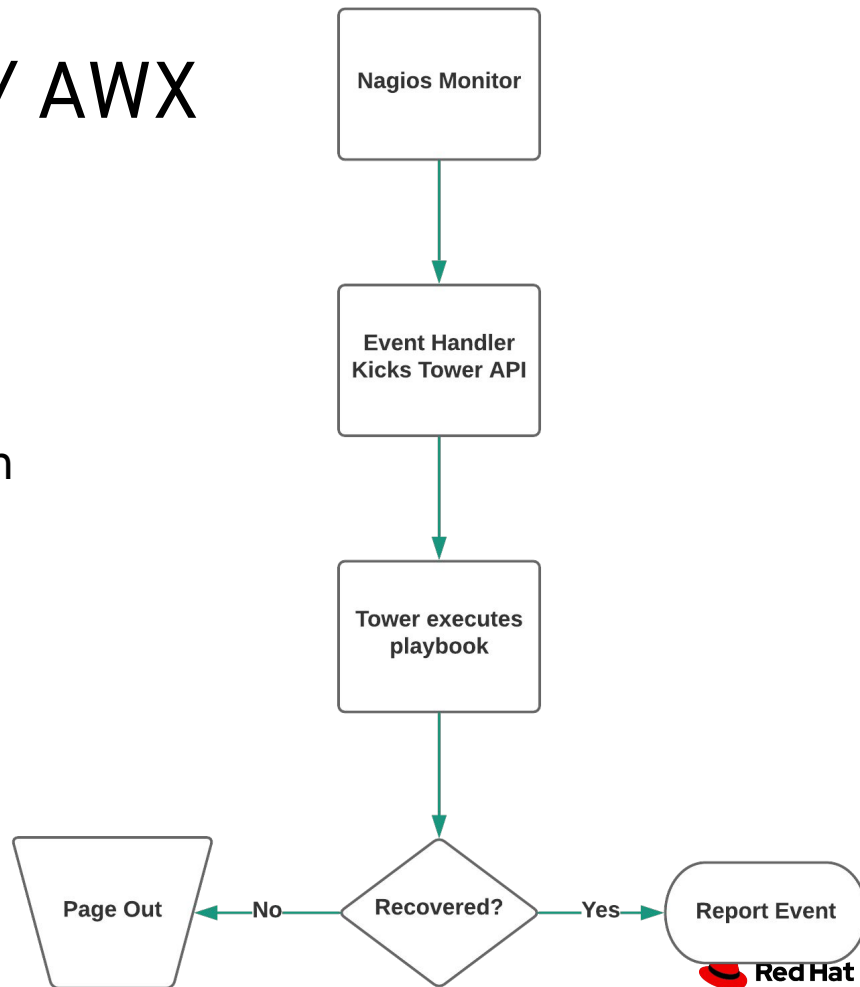 / AWX
Nagios Monitor
Event Handler
Kicks Tower API
n
Tower executes
playbook
Page Out
No
Recovered?
Yes
Report Event
Red Hat